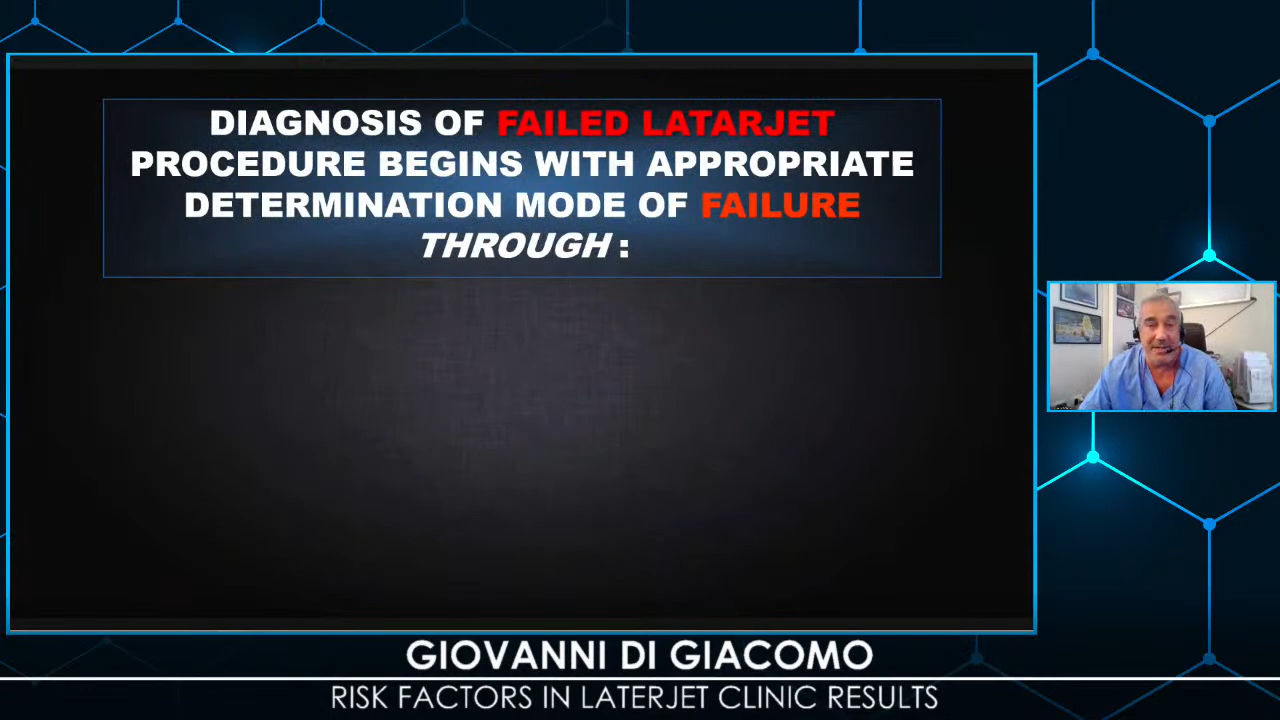 DIAGNOSIS OF FAILED LATARJET
PROCEDURE BEGINS WITH APPROPRIATE
DETERMINATION MODE OF FAILURE
THROUGH :
GIOVANNI DI GIACOMO
RISK FACTORS IN LATERJET CLINIC RESULTS